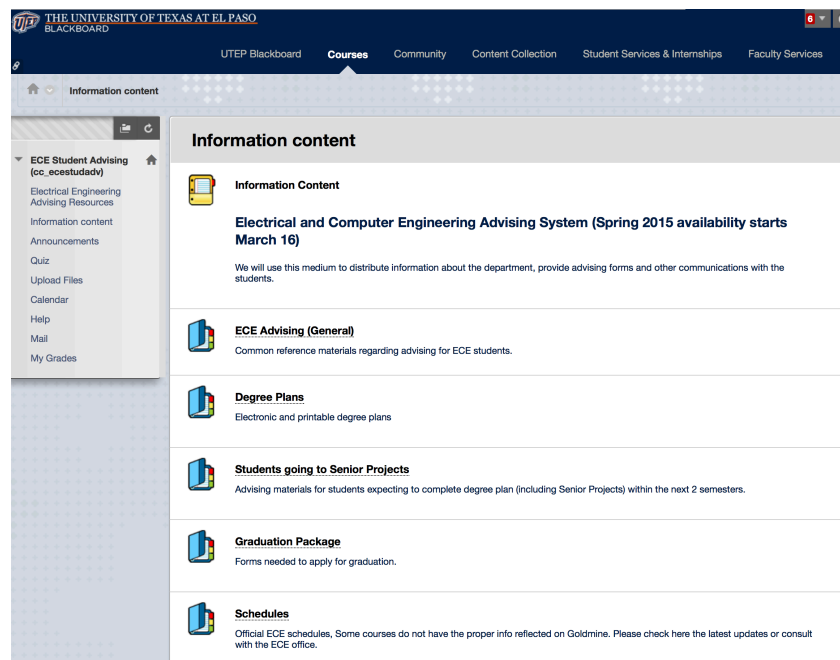 THE UNIVERSITY OF TEXAS AT EL PASO
BLACKBOARD
6
UTEP Blackboard Courses Community Content Collection Student Services & Internships Faculty Services
Information content
ECE Student Advising
(cc_ecestudadv)
Electrical Engineering
Advising Resources
Information content
Announcements
Quiz
Upload Files
Calendar
Help
Mail
My Grades
Information content
Information Content
Electrical and Computer Engineering Advising System (Spring 2015 availability starts
March 16)
We will use this medium to distribute information about the department, provide advising forms and other communications with the
students.
ECE Advising (General)
Common reference materials regarding advising for ECE students.
Degree Plans
Electronic and printable degree plans
Students going to Senior Projects
Advising materials for students expecting to complete degree plan (including Senior Projects) within the next 2 semesters.
Graduation Package
Forms needed to apply for graduation.
Schedules
Official ECE schedules, Some courses do not have the proper info reflected on Goldmine. Please check here the latest updates or consult
with the ECE office.